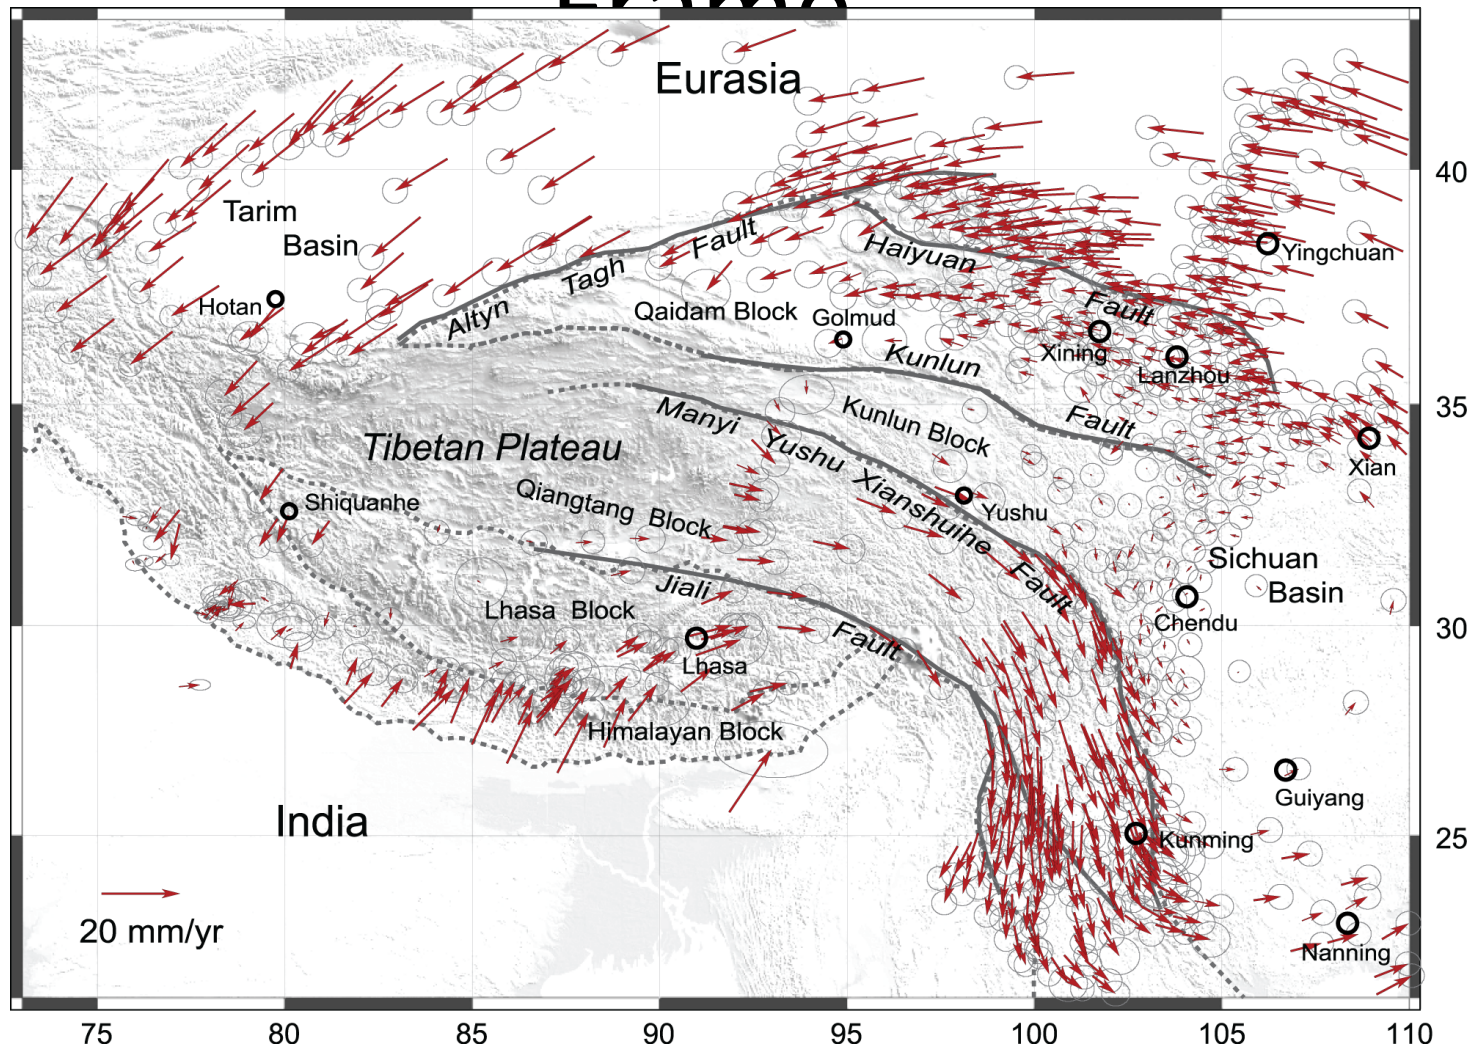 Frame
Eurasia
40
Tarim
Basin
Yingchuan
Haiyuan
Altyn Tagh Fault
Hotan
Qaidam Block
Golmud
Fault
Xining
Lanzhou
Kunlun
Fault
35
Kunlun Block
Manyi Yushu Xianshuihe Fault
Tibetan Plateau
Xian
Qiangtang Block
Shiquanhe
Yushu
Sichuan
Basin
Jiali
Fault
Lhasa Block
Chendu
30
Lhasa
Himalayan Block
India
Guiyang
Kunming
25
20 mm/yr
Nanning
75 80 85 90 95 100 105 110